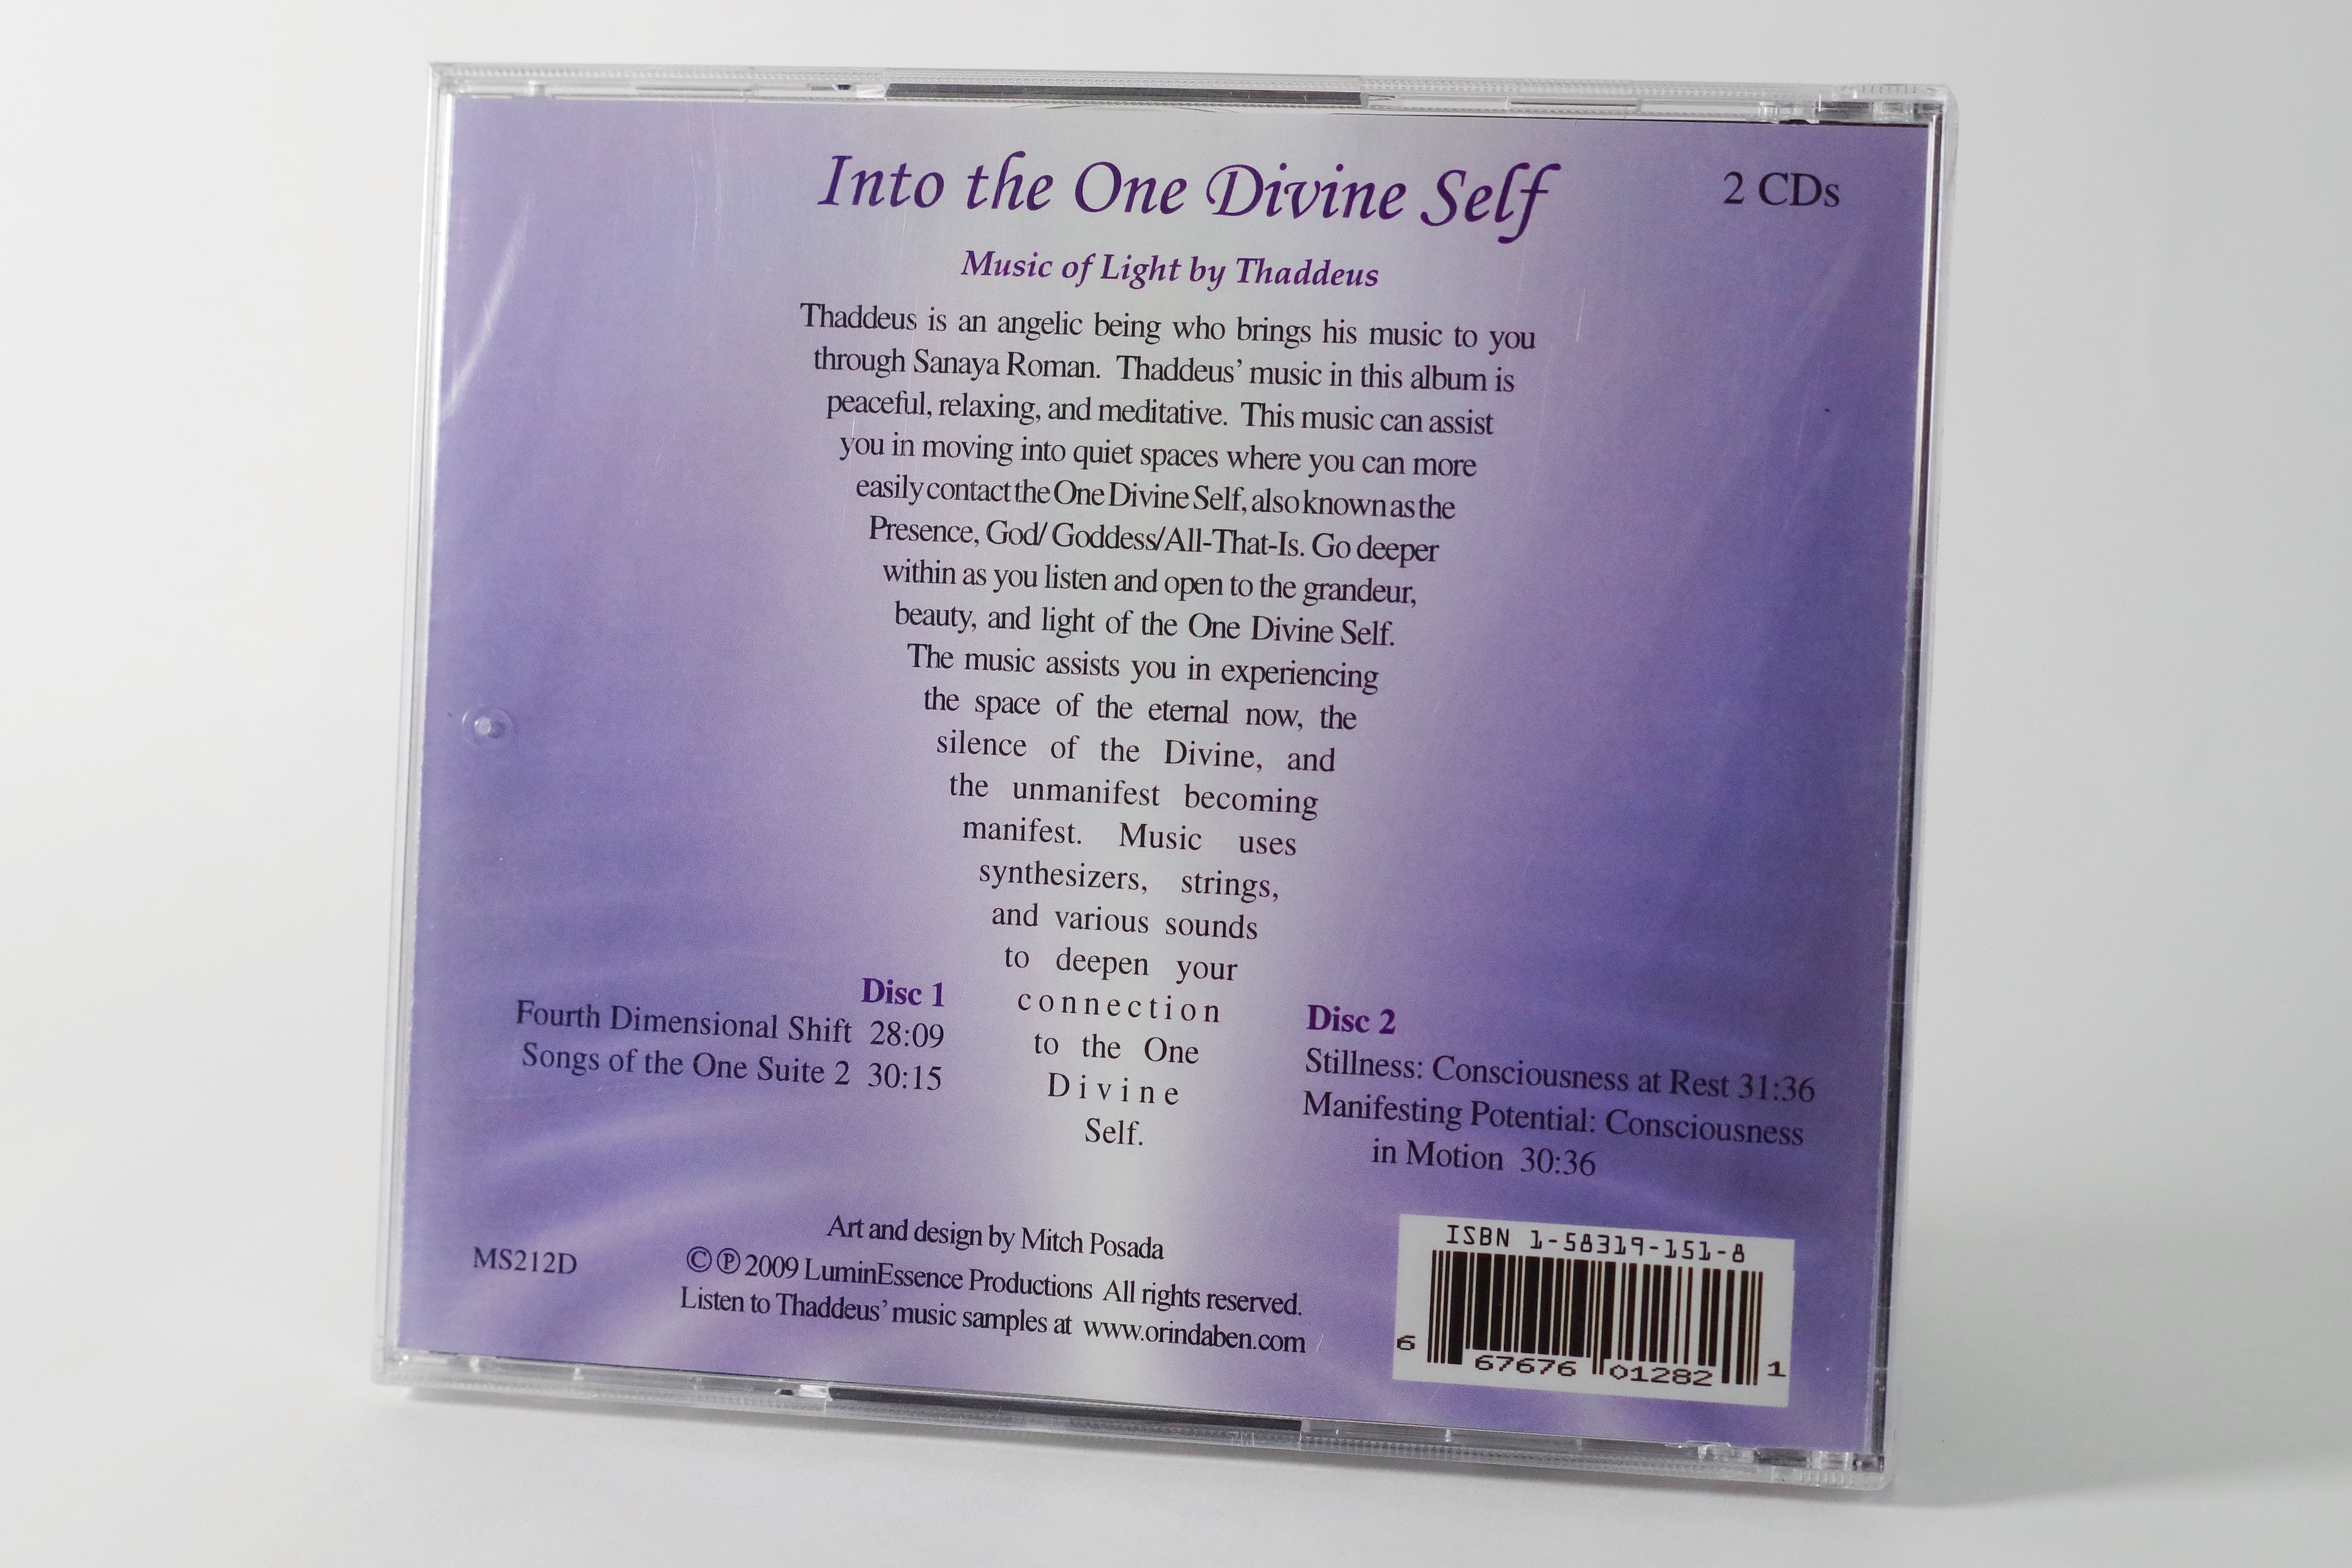 Into the One Divine Self
2 CDs
Music of Light by Thaddeus
Thaddeus is an angelic being who brings his music to you
through Sanaya Roman. Thaddeus' music in this album is
peaceful, relaxing, and meditative. This music can assist
you in moving into quiet spaces where you can more
easily contact the One Divine Self, also known as the
Presence, God/ Goddess/All-That-Is. Go deeper
within as you listen and open to the grandeur,
beauty, and light of the One Divine Self.
The music assists you in experiencing
the space of the eternal now, the
silence of the Divine, and
the unmanifest becoming
manifest. Music uses
synthesizers, strings,
and various sounds
to deepen your
connection
to the One
Divine
Self.
Disc 1
Fourth Dimensional Shift 28:09
Songs of the One Suite 2 30:15
Disc 2
Stillness: Consciousness at Rest 31:36
Manifesting Potential: Consciousness
in Motion 30:36
MS212D
Art and design by Mitch Posada
©℗ 2009 LuminEssence Productions All rights reserved.
Listen to Thaddeus' music samples at www.orindaben.com
ISBN 1-58319-151-8
6 67676 01282 1